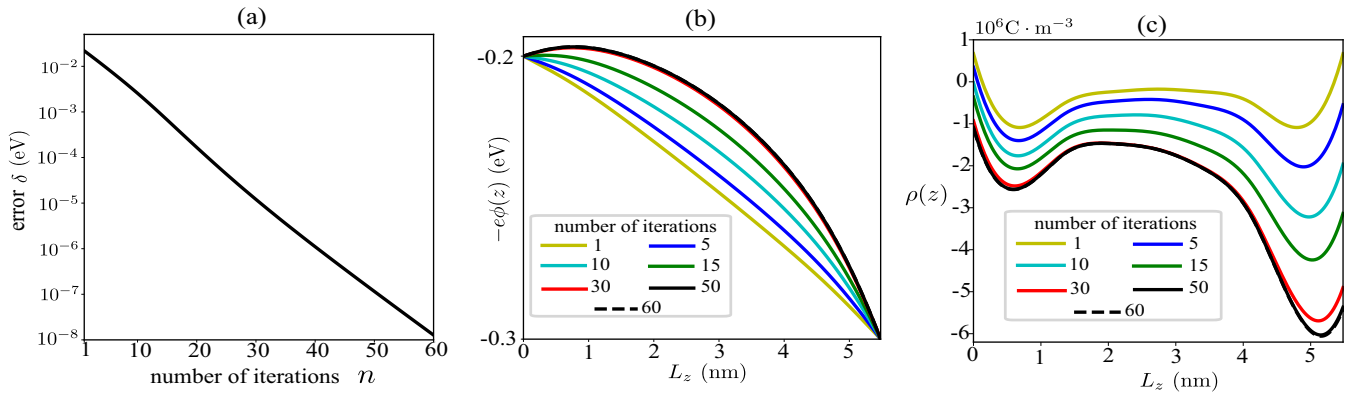 (a)
error δ (eV)
10⁻²
10⁻³
10⁻⁴
10⁻⁵
10⁻⁶
10⁻⁷
10⁻⁸
1 10 20 30 40 50 60
number of iterations n
(b)
−eϕ(z) (eV)
-0.2
-0.3
number of iterations
1 5
10 15
30 50
60
0 1 2 3 4 5
L_z (nm)
(c)
10⁶C · m⁻³
ρ(z)
1
0
-1
-2
-3
-4
-5
-6
number of iterations
1 5
10 15
30 50
60
0 1 2 3 4 5
L_z (nm)